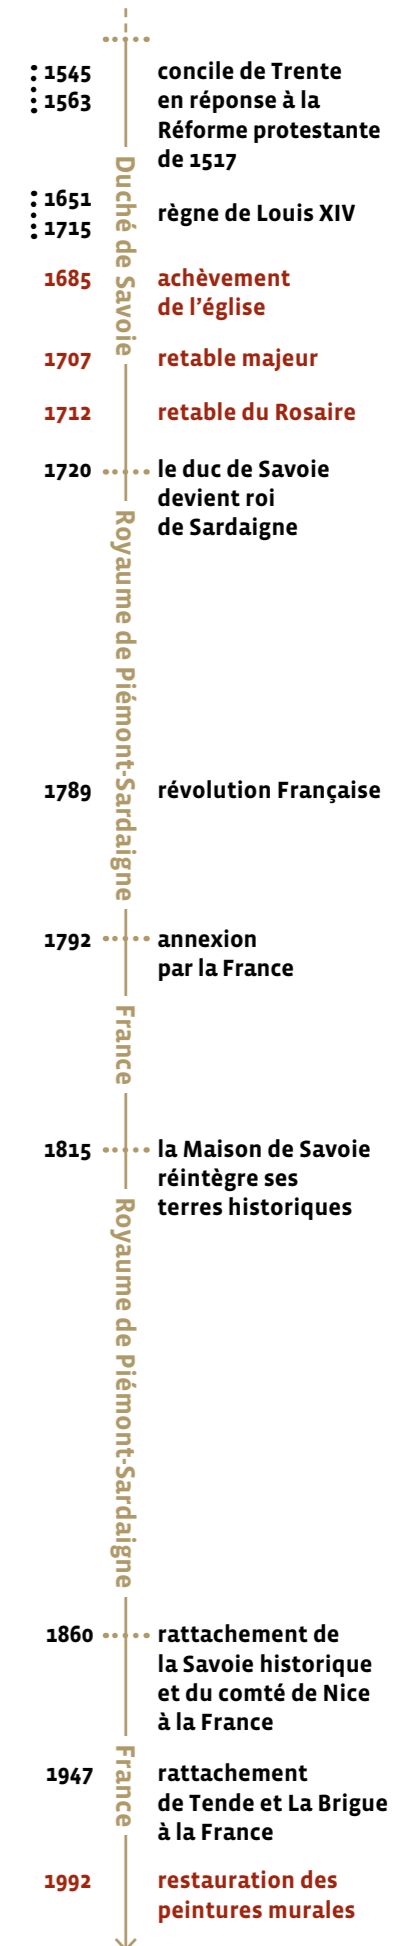 1545
1563
concile de Trente
en réponse à la
Réforme protestante
de 1517
Duché de Savoie
1651
1715
règne de Louis XIV
1685
achèvement
de l’église
1707
retable majeur
1712
retable du Rosaire
1720
le duc de Savoie
devient roi
de Sardaigne
Royaume de Piémont-Sardaigne
1789
révolution Française
1792
annexion
par la France
France
1815
la Maison de Savoie
réintègre ses
terres historiques
Royaume de Piémont-Sardaigne
1860
rattachement de
la Savoie historique
et du comté de Nice
à la France
France
1947
rattachement
de Tende et La Brigue
à la France
1992
restauration des
peintures murales